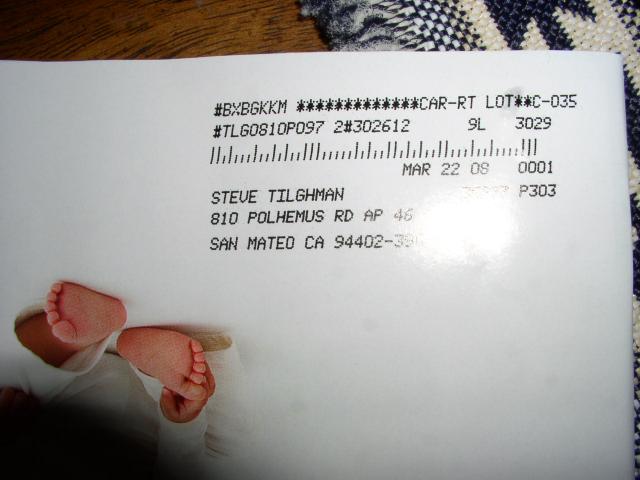 #BXBGKKM *************CAR-RT LOT**C-035
#TLG0810P097 2#302612 9L 3029
MAR 22 08 0001
STEVE TILGHMAN P303
810 POLHEMUS RD AP 46
SAN MATEO CA